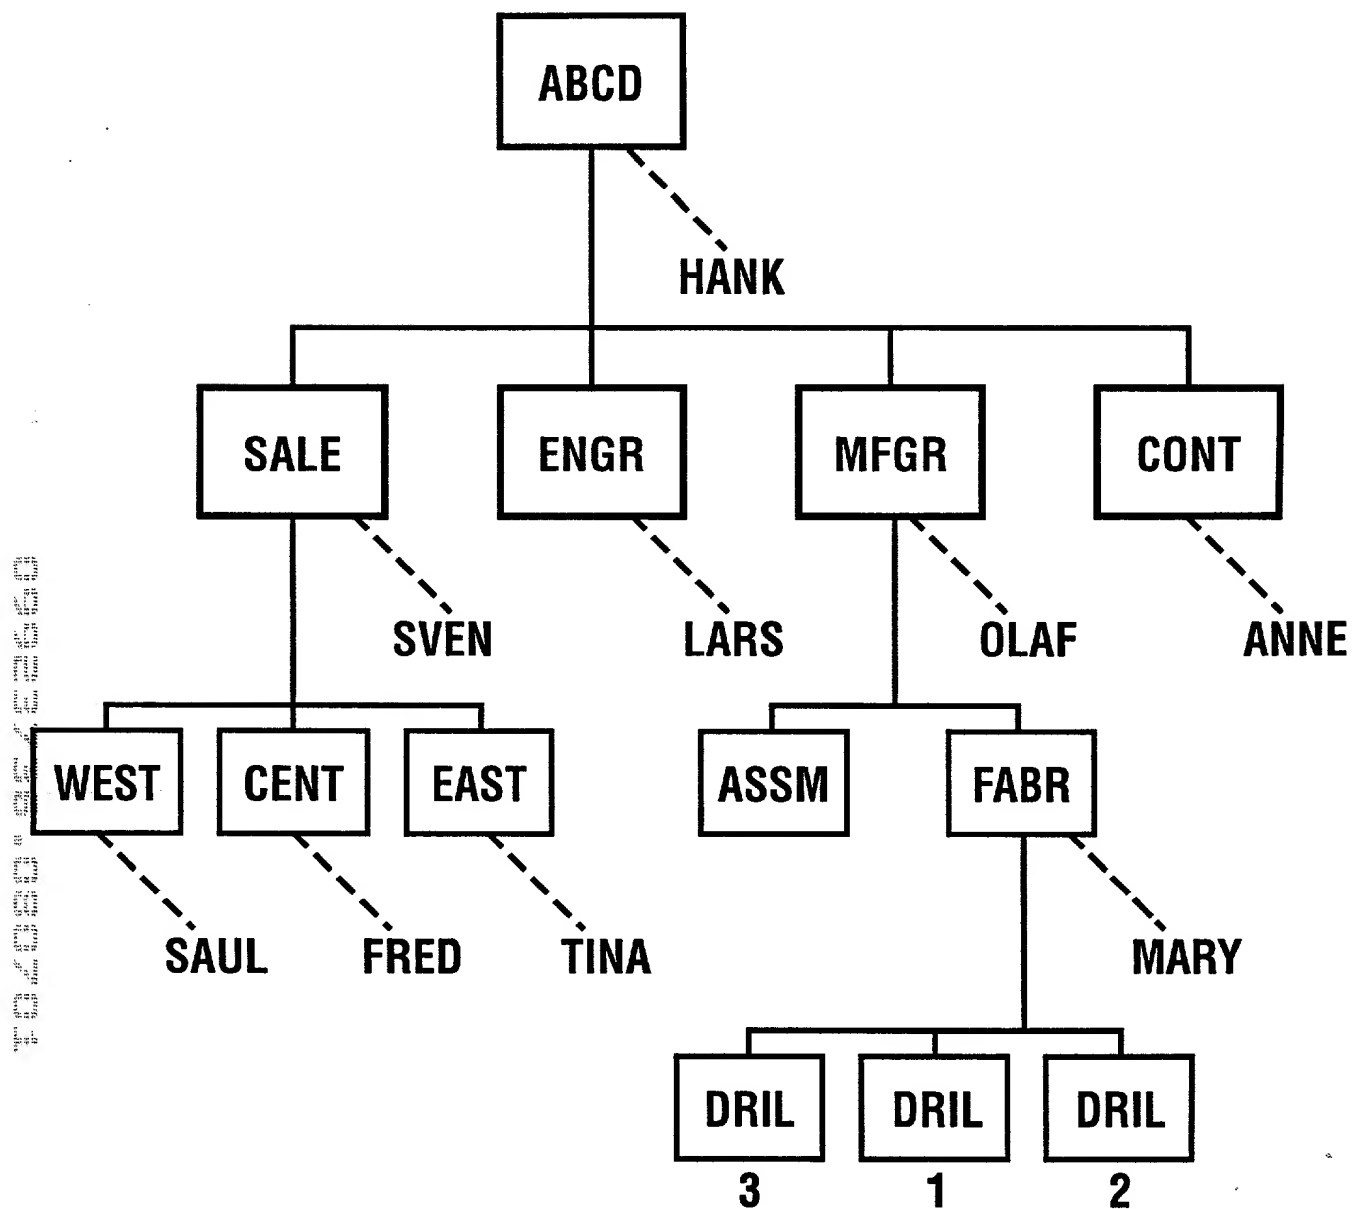 ABCD
HANK
SALE ENGR MFGR CONT
SVEN LARS OLAF ANNE
WEST CENT EAST ASSM FABR
SAUL FRED TINA MARY
DRIL DRIL DRIL
3 1 2